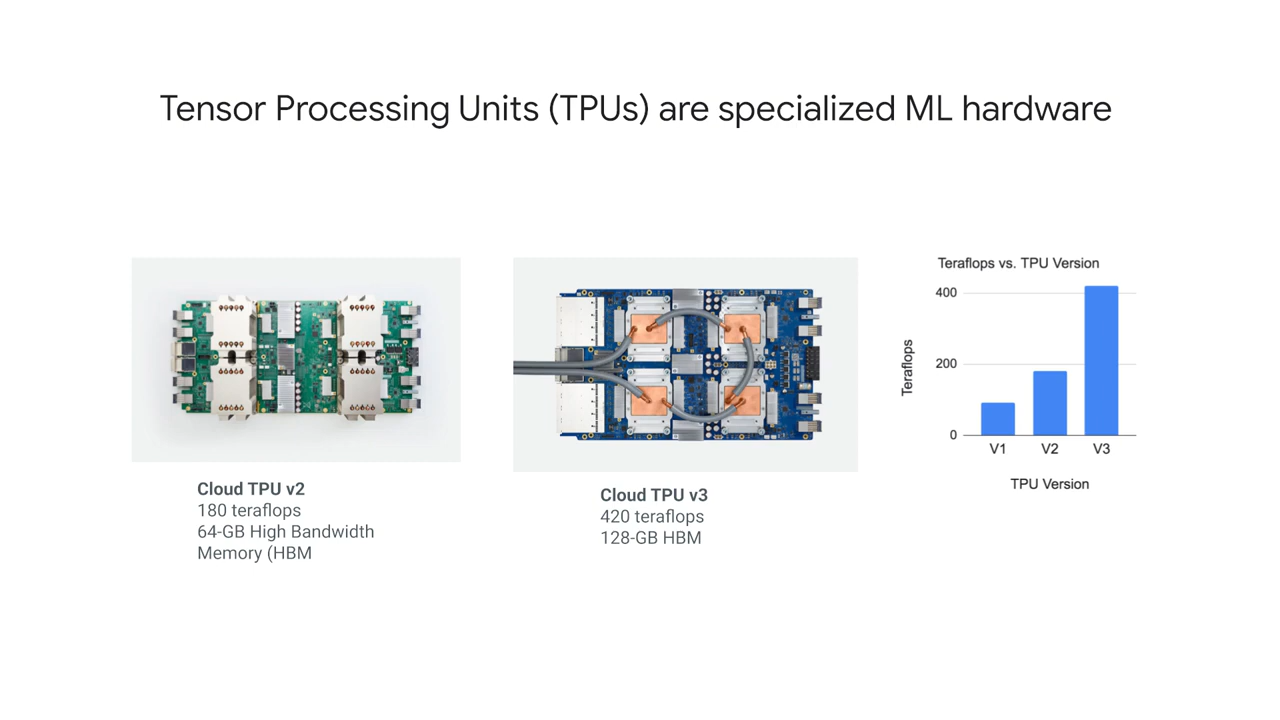 Tensor Processing Units (TPUs) are specialized ML hardware
Cloud TPU v2
180 teraflops
64-GB High Bandwidth
Memory (HBM
Cloud TPU v3
420 teraflops
128-GB HBM
Teraflops vs. TPU Version
400
200
0
Teraflops
V1 V2 V3
TPU Version